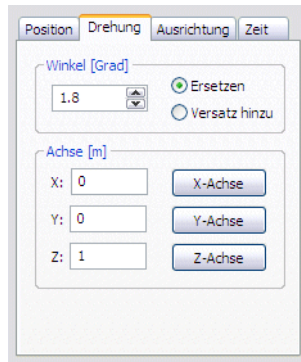 Position Drehung Ausrichtung Zeit
Winkel [Grad]
1.8
Ersetzen
Versatz hinzu
Achse [m]
X: 0 X-Achse
Y: 0 Y-Achse
Z: 1 Z-Achse